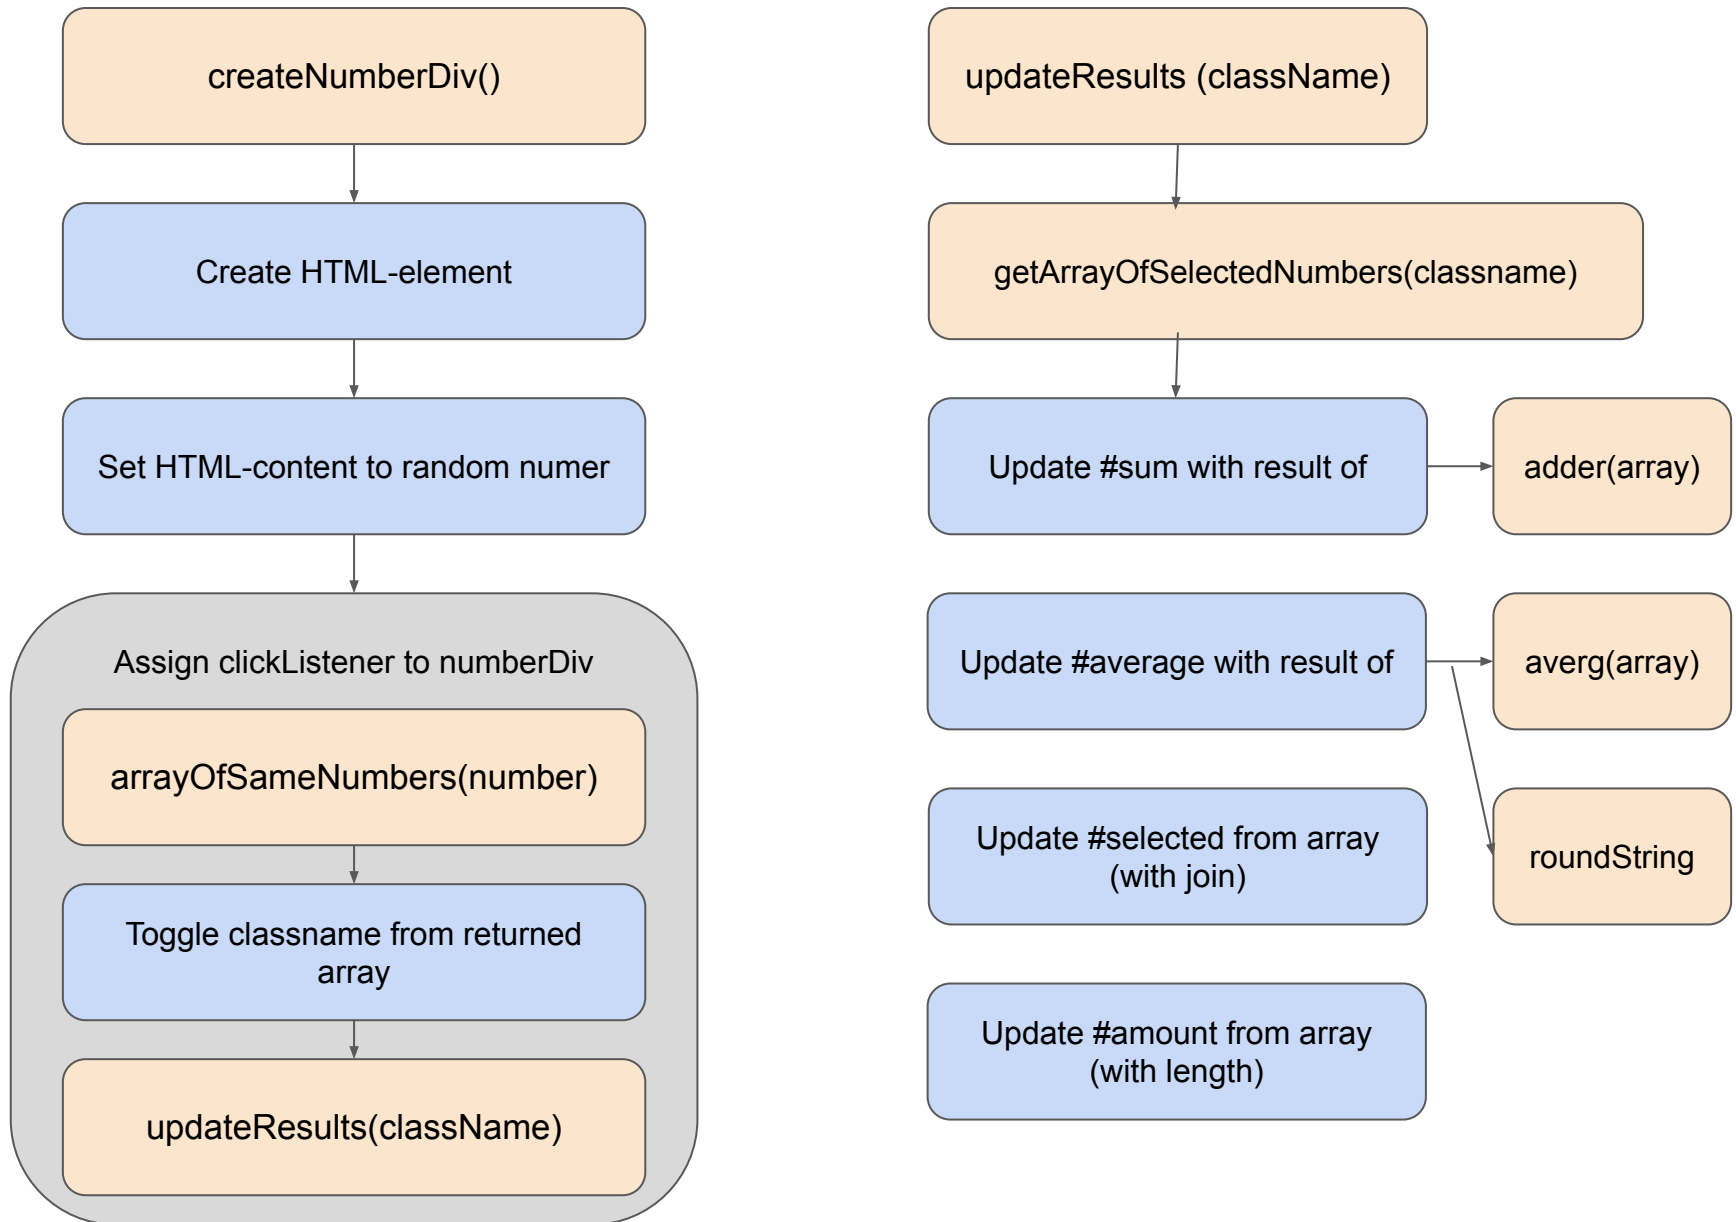 createNumberDiv()
Create HTML-element
Set HTML-content to random numer
Assign clickListener to numberDiv
arrayOfSameNumbers(number)
Toggle classname from returned
array
updateResults(className)
updateResults (className)
getArrayOfSelectedNumbers(classname)
Update #sum with result of
adder(array)
Update #average with result of
averg(array)
roundString
Update #selected from array
(with join)
Update #amount from array
(with length)